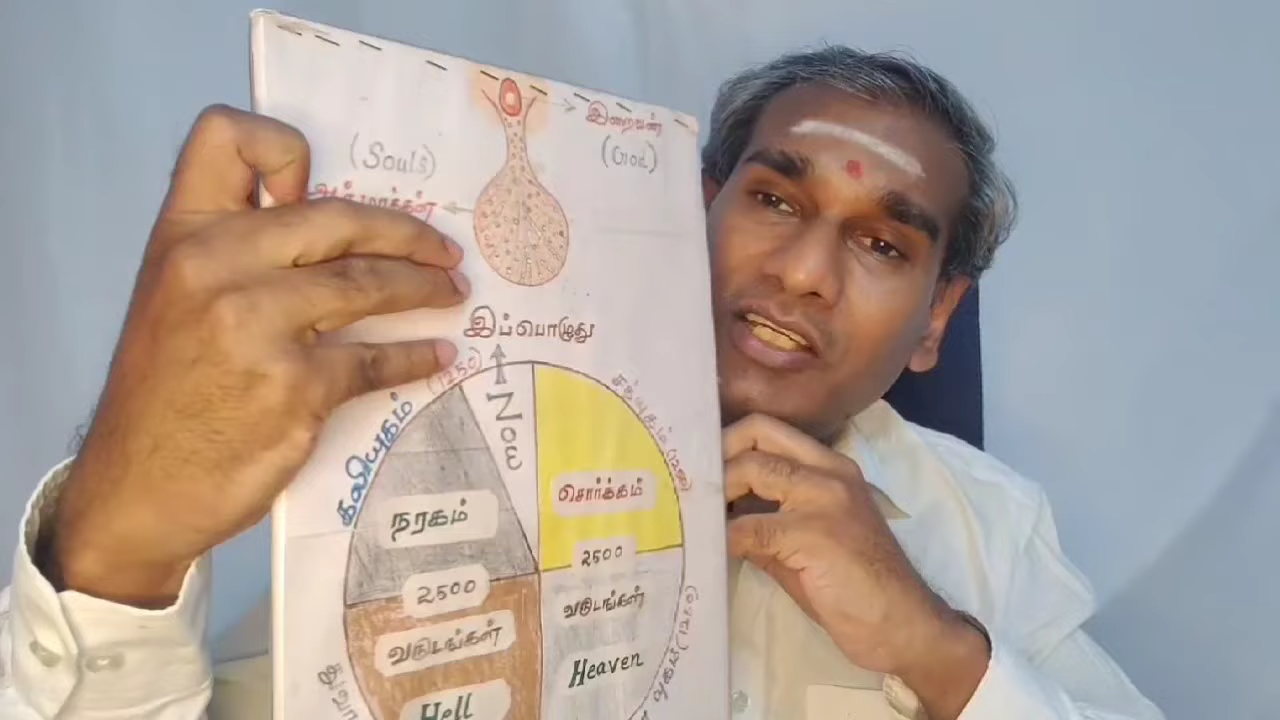 இறைவன்
(God)
(Souls)
ஆத்மாக்கள்
இப்பொழுது
(1250)
Now
கலியுகம்
சத்யுகம் (1250)
நரகம்
சொர்க்கம்
2500
2500
வருடங்கள்
வருடங்கள்
Heaven
Hell
(1250)